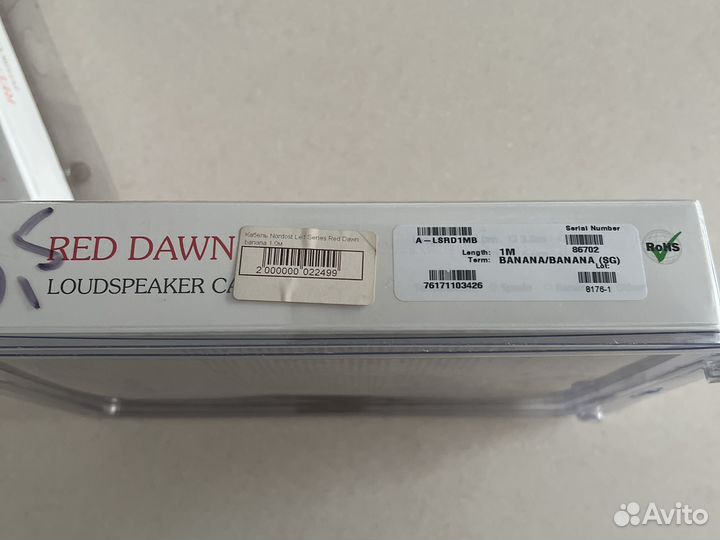 RED DAWN
LOUDSPEAKER CA
Кабель Nordost Leif Series Red Dawn
banana 1.0м
2 000000 022499
A-LSRD1MB
Serial Number
86702
Length: 1M
Term: BANANA/BANANA (SG)
Lot:
76171103426
8176-1
RoHS
Avito